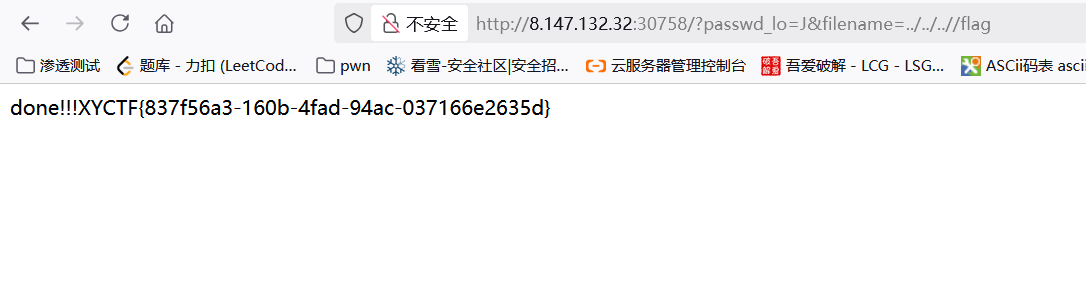 不安全 http://8.147.132.32:30758/?passwd_lo=J&filename=../../..//flag
渗透测试 题库 - 力扣 (LeetCod... pwn 看雪-安全社区|安全招... 云服务器管理控制台 吾爱破解 - LCG - LSG... ASCii码表 ascii
done!!!XYCTF{837f56a3-160b-4fad-94ac-037166e2635d}